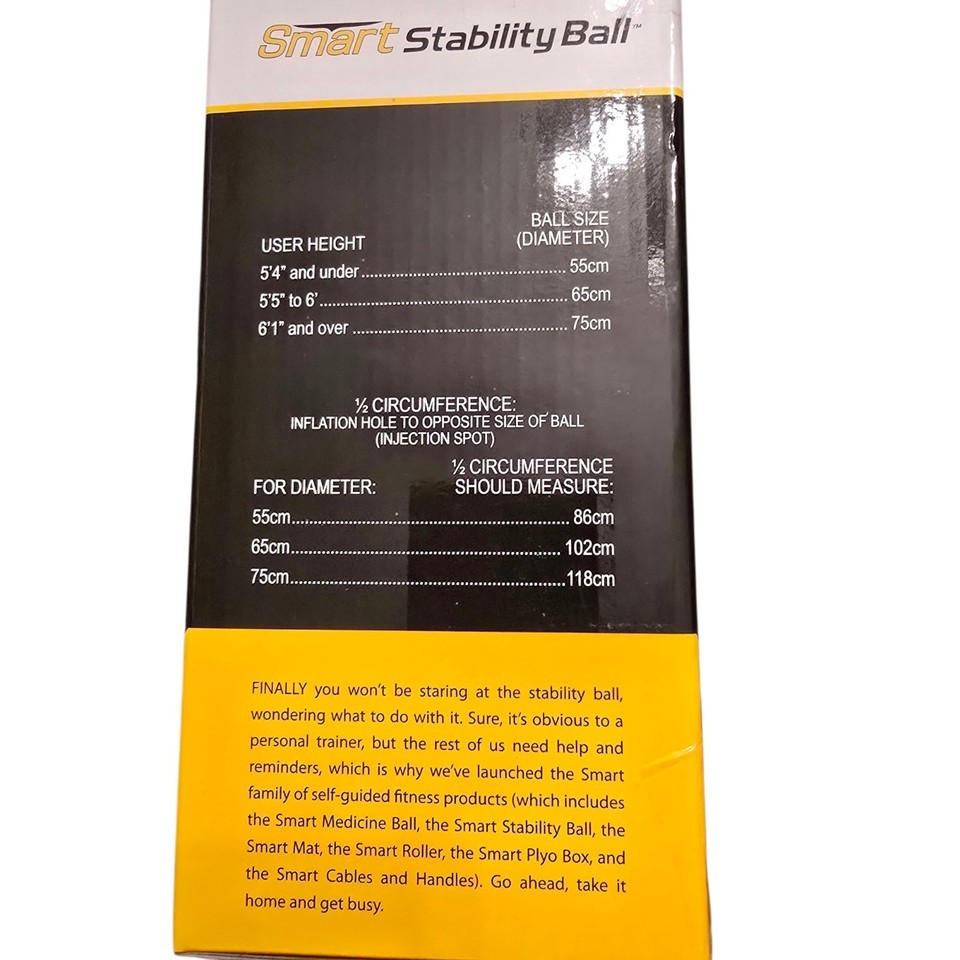 Smart Stability Ball™
BALL SIZE
USER HEIGHT (DIAMETER)
5'4" and under.............................................. 55cm
5'5" to 6'........................................................ 65cm
6'1" and over ................................................ 75cm
½ CIRCUMFERENCE:
INFLATION HOLE TO OPPOSITE SIZE OF BALL
(INJECTION SPOT)
½ CIRCUMFERENCE
FOR DIAMETER: SHOULD MEASURE:
55cm.............................................................. 86cm
65cm............................................................ 102cm
75cm.............................................................118cm
FINALLY you won't be staring at the stability ball,
wondering what to do with it. Sure, it's obvious to a
personal trainer, but the rest of us need help and
reminders, which is why we've launched the Smart
family of self-guided fitness products (which includes
the Smart Medicine Ball, the Smart Stability Ball, the
Smart Mat, the Smart Roller, the Smart Plyo Box, and
the Smart Cables and Handles). Go ahead, take it
home and get busy.